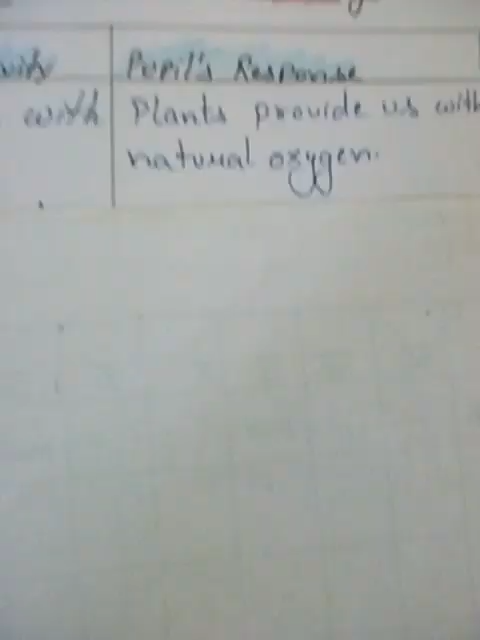 Pupil's Response
with Plants provide us with
natural oxygen.